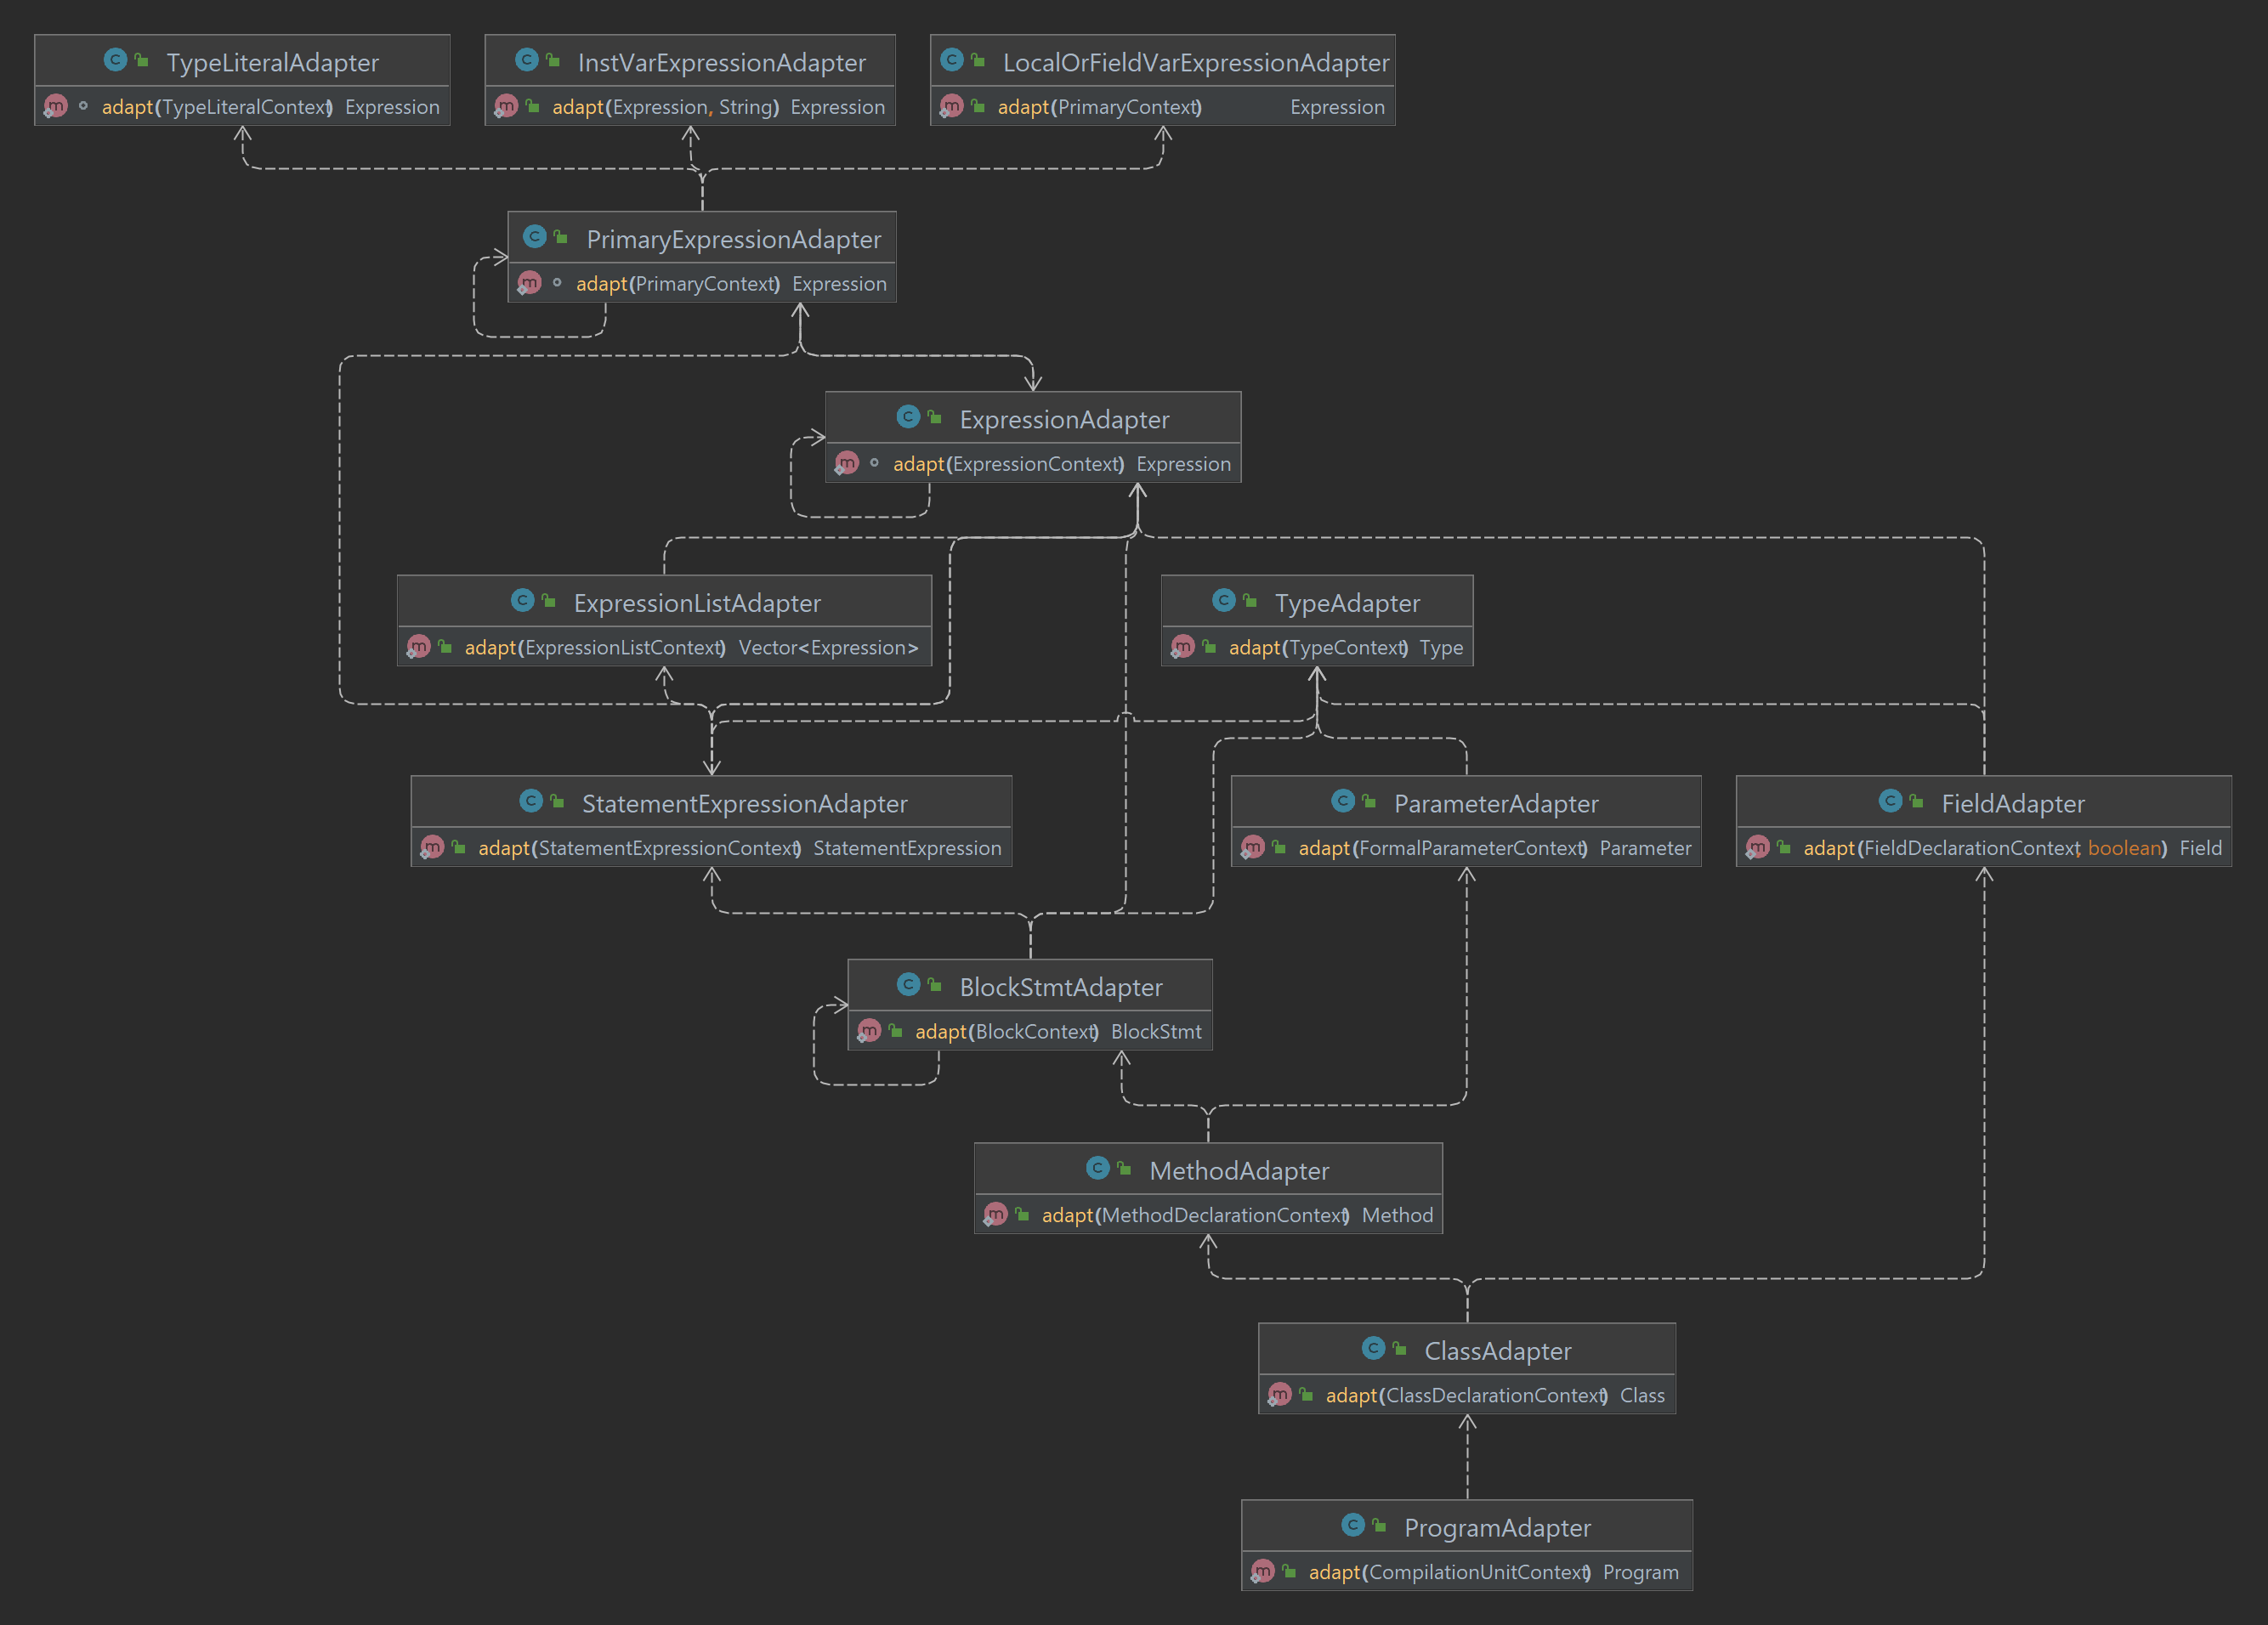 TypeLiteralAdapter
adapt(TypeLiteralContext) Expression
InstVarExpressionAdapter
adapt(Expression, String) Expression
LocalOrFieldVarExpressionAdapter
adapt(PrimaryContext) Expression
PrimaryExpressionAdapter
adapt(PrimaryContext) Expression
ExpressionAdapter
adapt(ExpressionContext) Expression
ExpressionListAdapter
adapt(ExpressionListContext) Vector<Expression>
TypeAdapter
adapt(TypeContext) Type
StatementExpressionAdapter
adapt(StatementExpressionContext) StatementExpression
ParameterAdapter
adapt(FormalParameterContext) Parameter
FieldAdapter
adapt(FieldDeclarationContext, boolean) Field
BlockStmtAdapter
adapt(BlockContext) BlockStmt
MethodAdapter
adapt(MethodDeclarationContext) Method
ClassAdapter
adapt(ClassDeclarationContext) Class
ProgramAdapter
adapt(CompilationUnitContext) Program